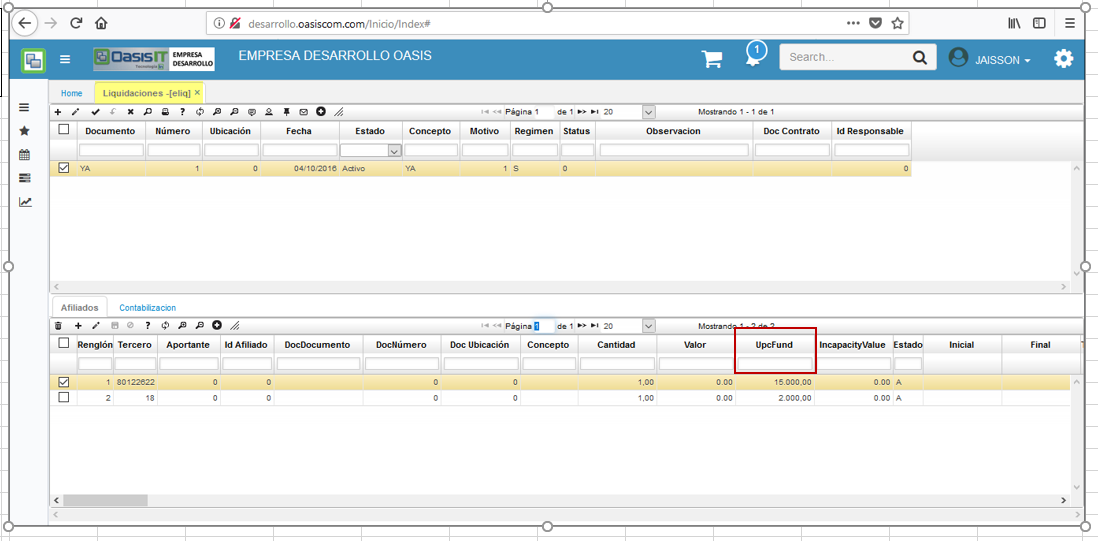 desarrollo.oasiscom.com/Inicio/Index#
OasisIT EMPRESA DESARROLLO
EMPRESA DESARROLLO OASIS
1
Search...
JAISSON
Home
Liquidaciones -[eliq] ×
Página 1 de 1 20 Mostrando 1 - 1 de 1
Documento Número Ubicación Fecha Estado Concepto Motivo Regimen Status Observacion Doc Contrato Id Responsable
YA 1 0 04/10/2016 Activo YA 1 S 0 0
Afiliados Contabilizacion
Página 1 de 1 20 Mostrando 1 - 2 de 2
Renglón Tercero Aportante Id Afiliado DocDocumento DocNúmero Doc Ubicación Concepto Cantidad Valor UpcFund IncapacityValue Estado Inicial Final
1 80122622 0 0 0 0 1,00 0.00 15.000,00 0.00 A
2 18 0 0 0 0 1,00 0.00 2.000,00 0.00 A